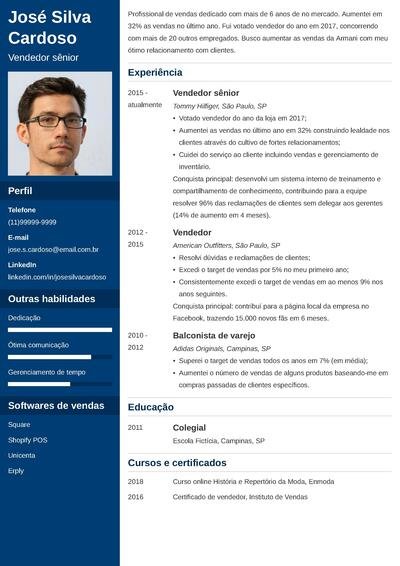 José Silva
Cardoso
Vendedor sênior
Perfil
Telefone
(11)99999-9999
E-mail
jose.s.cardoso@email.com.br
LinkedIn
linkedin.com/in/josesilvacardoso
Outras habilidades
Dedicação
Ótima comunicação
Gerenciamento de tempo
Softwares de vendas
Square
Shopify POS
Unicenta
Erply
Profissional de vendas dedicado com mais de 6 anos de no mercado. Aumentei em
32% as vendas no último ano. Fui votado vendedor do ano em 2017, concorrendo
com mais de 20 outros empregados. Busco aumentar as vendas da Armani com meu
ótimo relacionamento com clientes.
Experiência
2015 -
atualmente
Vendedor sênior
Tommy Hilfiger, São Paulo, SP
• Votado vendedor do ano da loja em 2017;
• Aumentei as vendas no último ano em 32% construindo lealdade nos
clientes através do cultivo de fortes relacionamentos;
• Cuidei do serviço ao cliente incluindo vendas e gerenciamento de
inventário.
Conquista principal: desenvolvi um sistema interno de treinamento e
compartilhamento de conhecimento, contribuindo para a equipe
resolver 96% das reclamações de clientes sem delegar aos gerentes
(14% de aumento em 4 meses).
2012 -
2015
Vendedor
American Outfitters, São Paulo, SP
• Resolvi dúvidas e reclamações de clientes;
• Excedi o target de vendas por 5% no meu primeiro ano;
• Consistentemente excedi o target de vendas em ao menos 9% nos
anos seguintes.
Conquista principal: contribuí para a página local da empresa no
Facebook, trazendo 15.000 novos fãs em 6 meses.
2010 -
2012
Balconista de varejo
Adidas Originals, Campinas, SP
• Superei o target de vendas todos os anos em 7% (em média);
• Aumentei o número de vendas de alguns produtos baseando-me em
compras passadas de clientes específicos.
Educação
2011
Colegial
Escola Fictícia, Campinas, SP
Cursos e certificados
2018
Curso online História e Repertório da Moda, Enmoda
2016
Certificado de vendedor, Instituto de Vendas